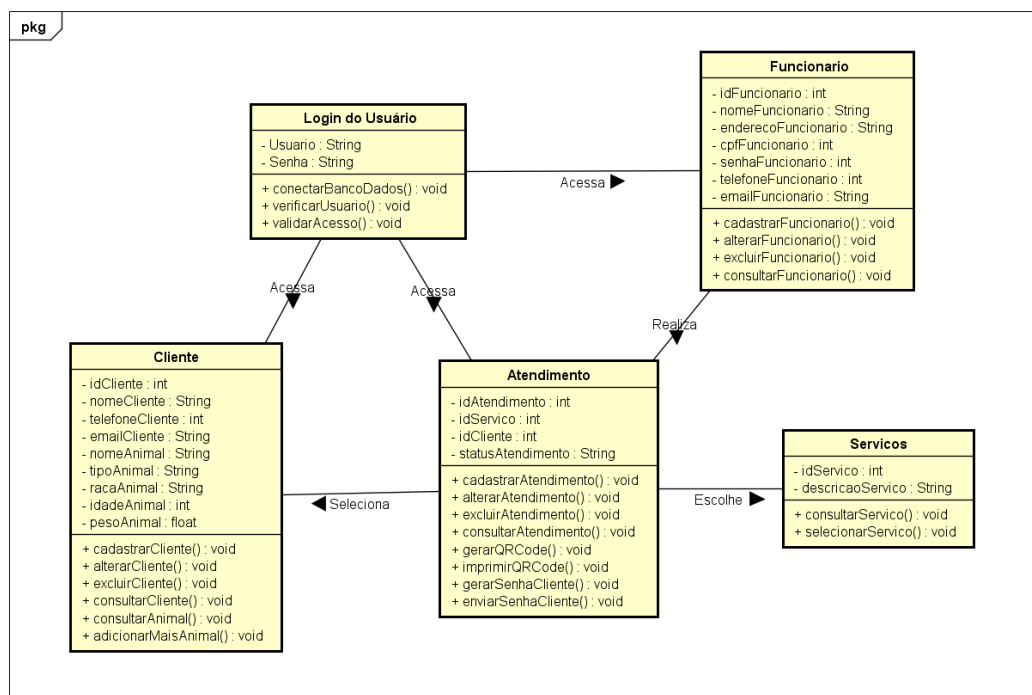 pkg
Login do Usuário
- Usuario : String
- Senha : String
+ conectarBancoDados() : void
+ verificarUsuario() : void
+ validarAcesso() : void
Funcionario
- idFuncionario : int
- nomeFuncionario : String
- enderecoFuncionario : String
- cpfFuncionario : int
- senhaFuncionario : int
- telefoneFuncionario : int
- emailFuncionario : String
+ cadastrarFuncionario() : void
+ alterarFuncionario() : void
+ excluirFuncionario() : void
+ consultarFuncionario() : void
Acessa
Acessa
Acessa
Realiza
Cliente
- idCliente : int
- nomeCliente : String
- telefoneCliente : int
- emailCliente : String
- nomeAnimal : String
- tipoAnimal : String
- racaAnimal : String
- idadeAnimal : int
- pesoAnimal : float
+ cadastrarCliente() : void
+ alterarCliente() : void
+ excluirCliente() : void
+ consultarCliente() : void
+ consultarAnimal() : void
+ adicionarMaisAnimal() : void
Seleciona
Atendimento
- idAtendimento : int
- idServico : int
- idCliente : int
- statusAtendimento : String
+ cadastrarAtendimento() : void
+ alterarAtendimento() : void
+ excluirAtendimento() : void
+ consultarAtendimento() : void
+ gerarQRCode() : void
+ imprimirQRCode() : void
+ gerarSenhaCliente() : void
+ enviarSenhaCliente() : void
Escolhe
Servicos
- idServico : int
- descricaoServico : String
+ consultarServico() : void
+ selecionarServico() : void